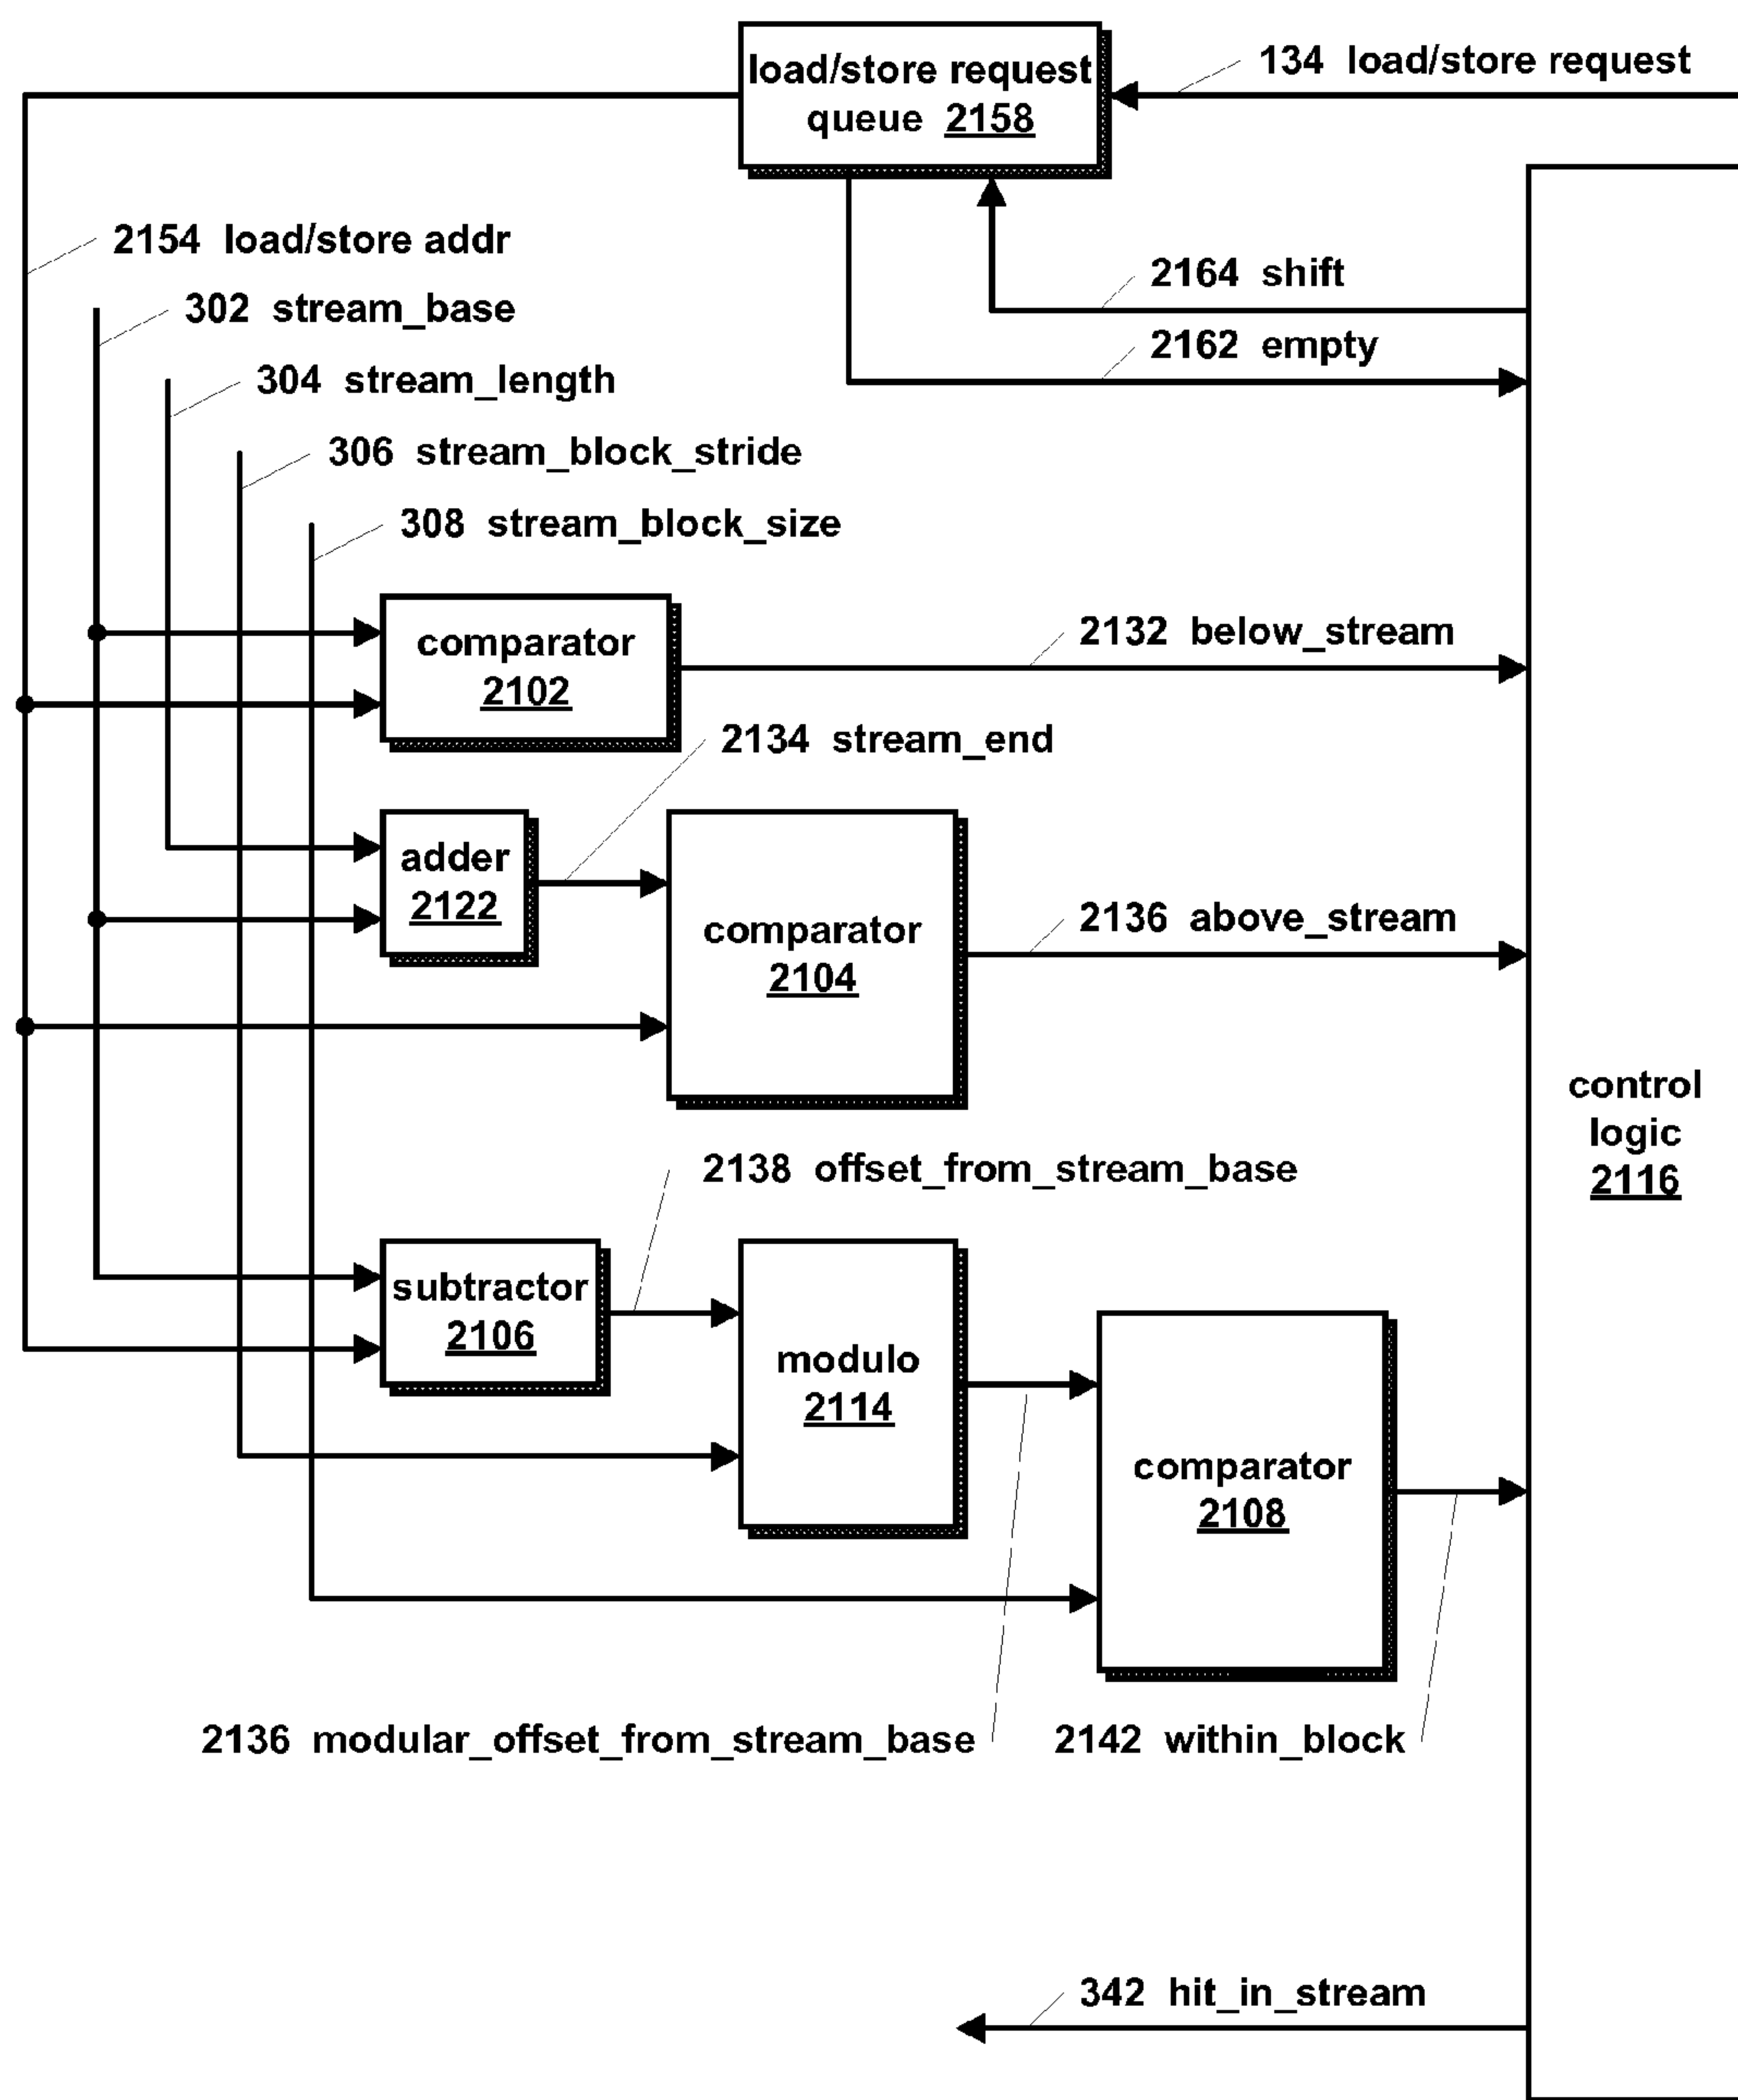 load/store request
queue 2158
134 load/store request
2154 load/store addr
2164 shift
302 stream_base
2162 empty
304 stream_length
306 stream_block_stride
308 stream_block_size
comparator
2102
2132 below_stream
2134 stream_end
adder
2122
comparator
2104
2136 above_stream
control
logic
2116
2138 offset_from_stream_base
subtractor
2106
modulo
2114
comparator
2108
2136 modular_offset_from_stream_base
2142 within_block
342 hit_in_stream